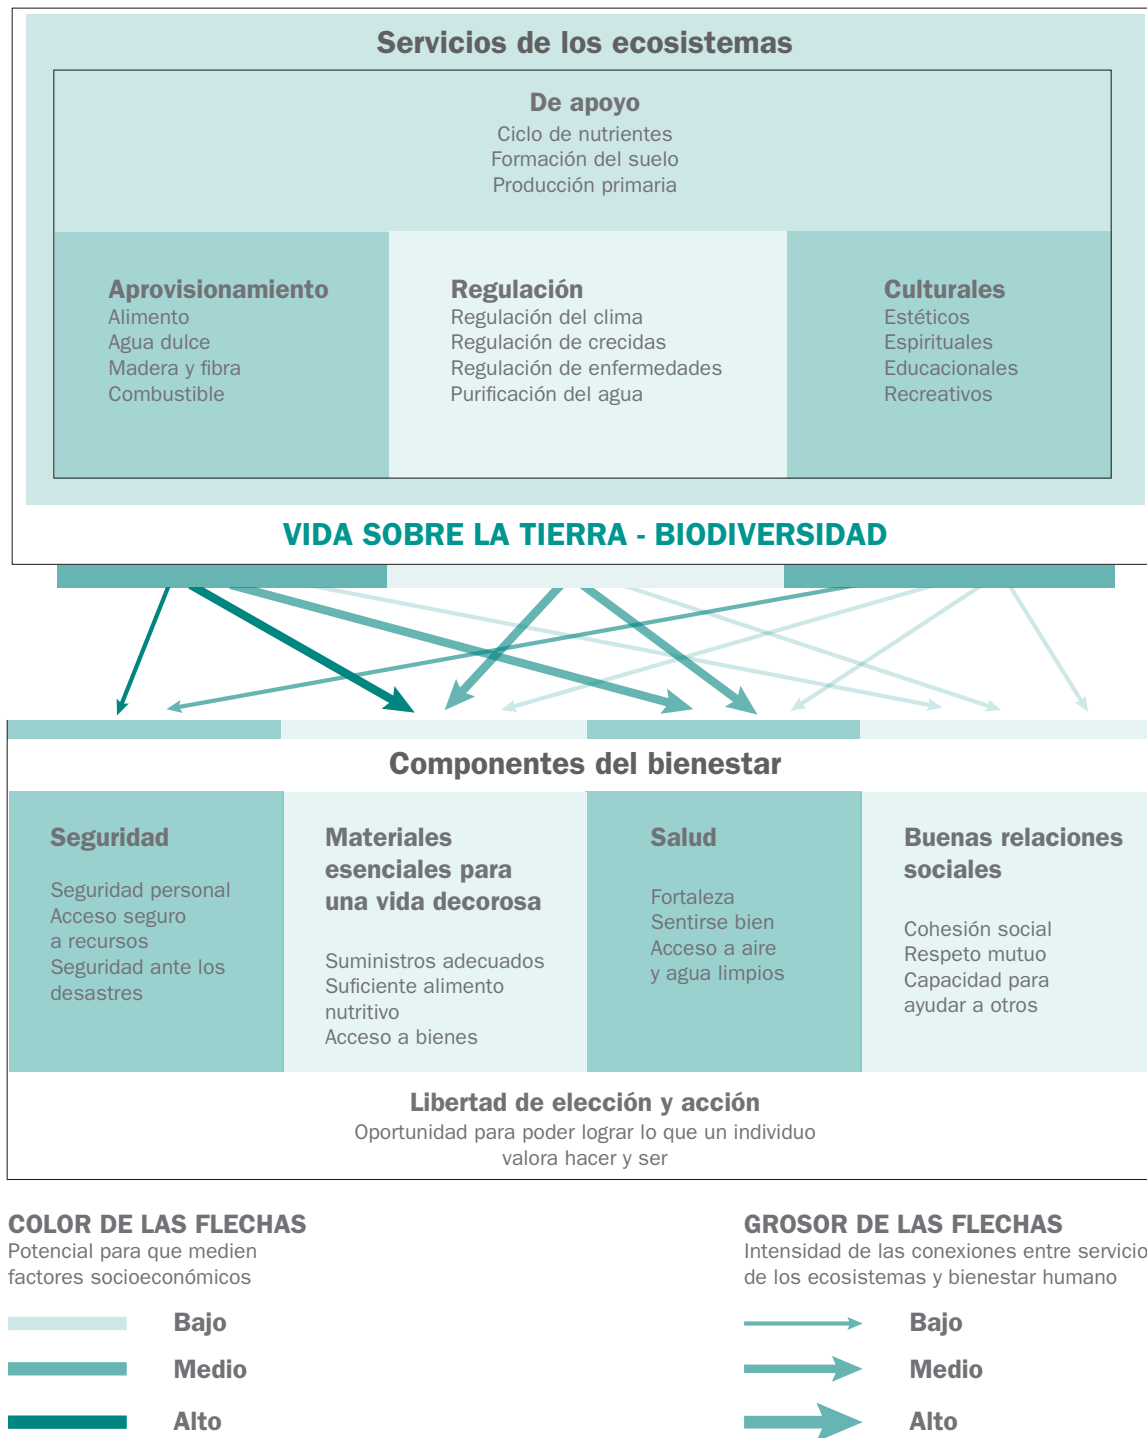 Servicios de los ecosistemas
De apoyo
Ciclo de nutrientes
Formación del suelo
Producción primaria
Aprovisionamiento
Alimento
Agua dulce
Madera y fibra
Combustible
Regulación
Regulación del clima
Regulación de crecidas
Regulación de enfermedades
Purificación del agua
Culturales
Estéticos
Espirituales
Educacionales
Recreativos
VIDA SOBRE LA TIERRA - BIODIVERSIDAD
Componentes del bienestar
Seguridad
Seguridad personal
Acceso seguro
a recursos
Seguridad ante los
desastres
Materiales
esenciales para
una vida decorosa
Suministros adecuados
Suficiente alimento
nutritivo
Acceso a bienes
Salud
Fortaleza
Sentirse bien
Acceso a aire
y agua limpios
Buenas relaciones
sociales
Cohesión social
Respeto mutuo
Capacidad para
ayudar a otros
Libertad de elección y acción
Oportunidad para poder lograr lo que un individuo
valora hacer y ser
COLOR DE LAS FLECHAS
Potencial para que medien
factores socioeconómicos
Bajo
Medio
Alto
GROSOR DE LAS FLECHAS
Intensidad de las conexiones entre servicio
de los ecosistemas y bienestar humano
Bajo
Medio
Alto